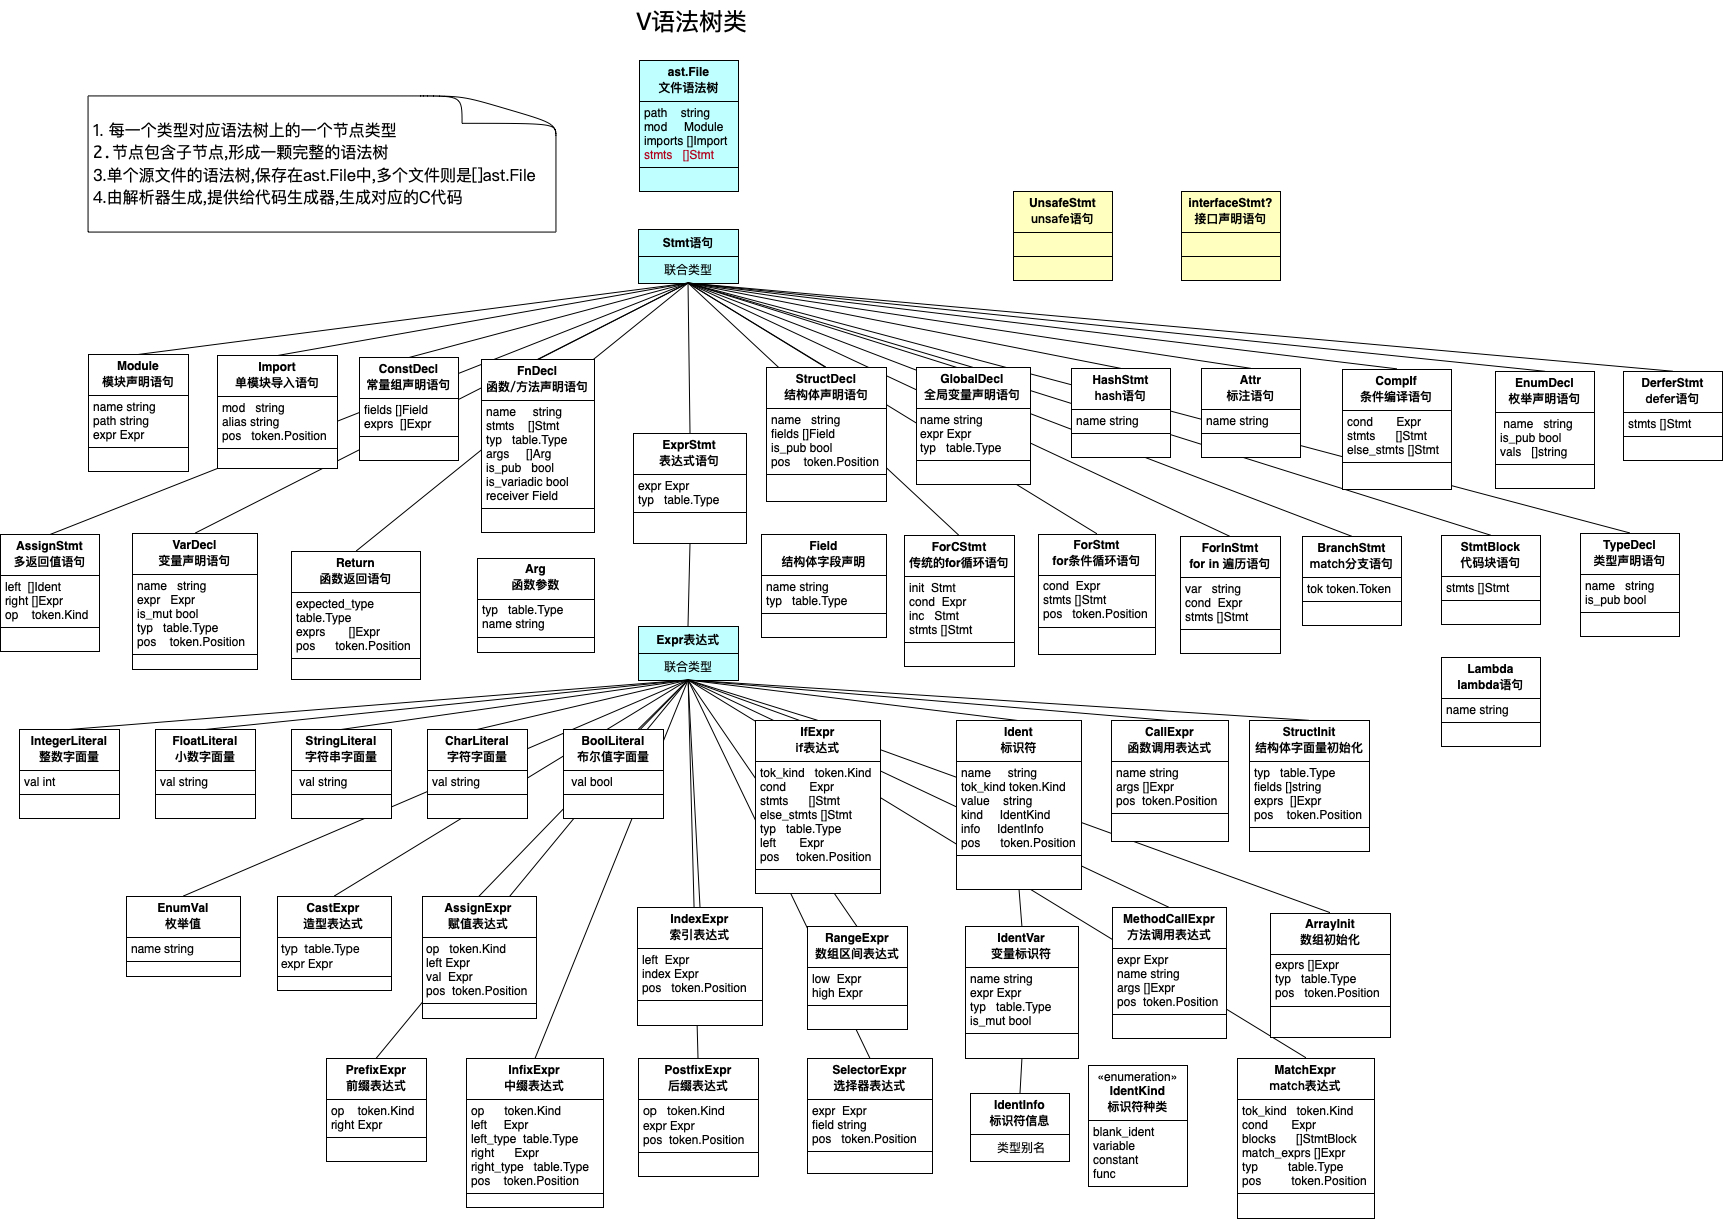 V语法树类
ast.File
文件语法树
path string
mod Module
imports []Import
stmts []Stmt
1. 每一个类型对应语法树上的一个节点类型
2.节点包含子节点,形成一颗完整的语法树
3.单个源文件的语法树,保存在ast.File中,多个文件则是[]ast.File
4.由解析器生成,提供给代码生成器,生成对应的C代码
UnsafeStmt
unsafe语句
interfaceStmt?
接口声明语句
Stmt语句
联合类型
Module
模块声明语句
name string
path string
expr Expr
Import
单模块导入语句
mod string
alias string
pos token.Position
ConstDecl
常量组声明语句
fields []Field
exprs []Expr
FnDecl
函数/方法声明语句
name string
stmts []Stmt
typ table.Type
args []Arg
is_pub bool
is_variadic bool
receiver Field
ExprStmt
表达式语句
expr Expr
typ table.Type
StructDecl
结构体声明语句
name string
fields []Field
is_pub bool
pos token.Position
GlobalDecl
全局变量声明语句
name string
expr Expr
typ table.Type
HashStmt
hash语句
name string
Attr
标注语句
name string
CompIf
条件编译语句
cond Expr
stmts []Stmt
else_stmts []Stmt
EnumDecl
枚举声明语句
name string
is_pub bool
vals []string
DerferStmt
defer语句
stmts []Stmt
AssignStmt
多返回值语句
left []Ident
right []Expr
op token.Kind
VarDecl
变量声明语句
name string
expr Expr
is_mut bool
typ table.Type
pos token.Position
Return
函数返回语句
expected_type
table.Type
exprs []Expr
pos token.Position
Arg
函数参数
typ table.Type
name string
Field
结构体字段声明
name string
typ table.Type
ForCStmt
传统的for循环语句
init Stmt
cond Expr
inc Stmt
stmts []Stmt
ForStmt
for条件循环语句
cond Expr
stmts []Stmt
pos token.Position
ForInStmt
for in 遍历语句
var string
cond Expr
stmts []Stmt
BranchStmt
match分支语句
tok token.Token
StmtBlock
代码块语句
stmts []Stmt
TypeDecl
类型声明语句
name string
is_pub bool
Expr表达式
联合类型
Lambda
lambda语句
name string
IntegerLiteral
整数字面量
val int
FloatLiteral
小数字面量
val string
StringLiteral
字符串字面量
val string
CharLiteral
字符字面量
val string
BoolLiteral
布尔值字面量
val bool
IfExpr
if表达式
tok_kind token.Kind
cond Expr
stmts []Stmt
else_stmts []Stmt
typ table.Type
left Expr
pos token.Position
Ident
标识符
name string
tok_kind token.Kind
value string
kind IdentKind
info IdentInfo
pos token.Position
CallExpr
函数调用表达式
name string
args []Expr
pos token.Position
StructInit
结构体字面量初始化
typ table.Type
fields []string
exprs []Expr
pos token.Position
EnumVal
枚举值
name string
CastExpr
造型表达式
typ table.Type
expr Expr
AssignExpr
赋值表达式
op token.Kind
left Expr
val Expr
pos token.Position
IndexExpr
索引表达式
left Expr
index Expr
pos token.Position
RangeExpr
数组区间表达式
low Expr
high Expr
IdentVar
变量标识符
name string
expr Expr
typ table.Type
is_mut bool
MethodCallExpr
方法调用表达式
expr Expr
name string
args []Expr
pos token.Position
ArrayInit
数组初始化
exprs []Expr
typ table.Type
pos token.Position
PrefixExpr
前缀表达式
op token.Kind
right Expr
InfixExpr
中缀表达式
op token.Kind
left Expr
left_type table.Type
right Expr
right_type table.Type
pos token.Position
PostfixExpr
后缀表达式
op token.Kind
expr Expr
pos token.Position
SelectorExpr
选择器表达式
expr Expr
field string
pos token.Position
IdentInfo
标识符信息
类型别名
«enumeration»
IdentKind
标识符种类
blank_ident
variable
constant
func
MatchExpr
match表达式
tok_kind token.Kind
cond Expr
blocks []StmtBlock
match_exprs []Expr
typ table.Type
pos token.Position